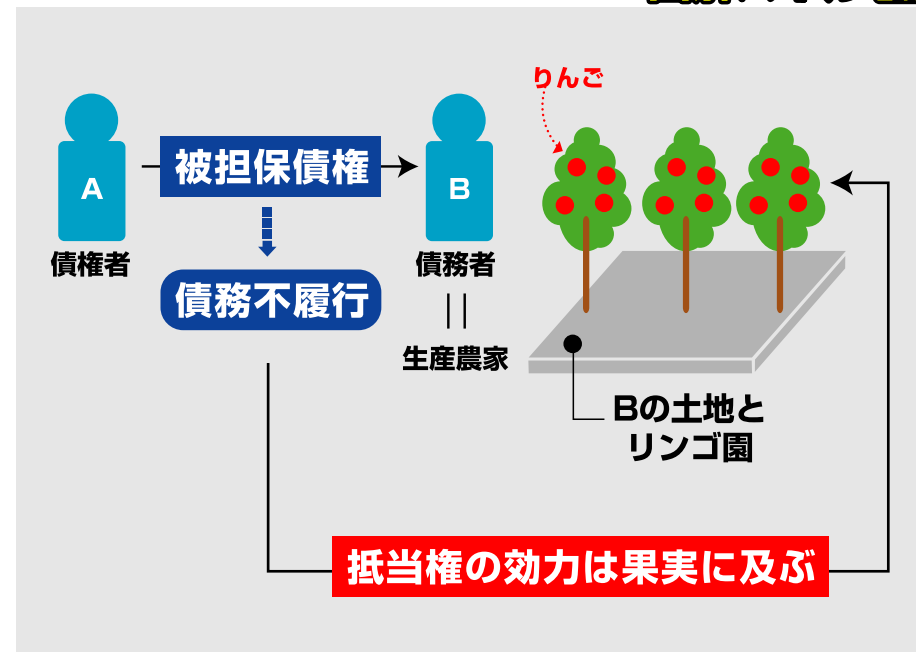 りんご
被担保債権
A
B
債権者
債務者
債務不履行
生産農家
Bの土地と
リンゴ園
抵当権の効力は果実に及ぶ